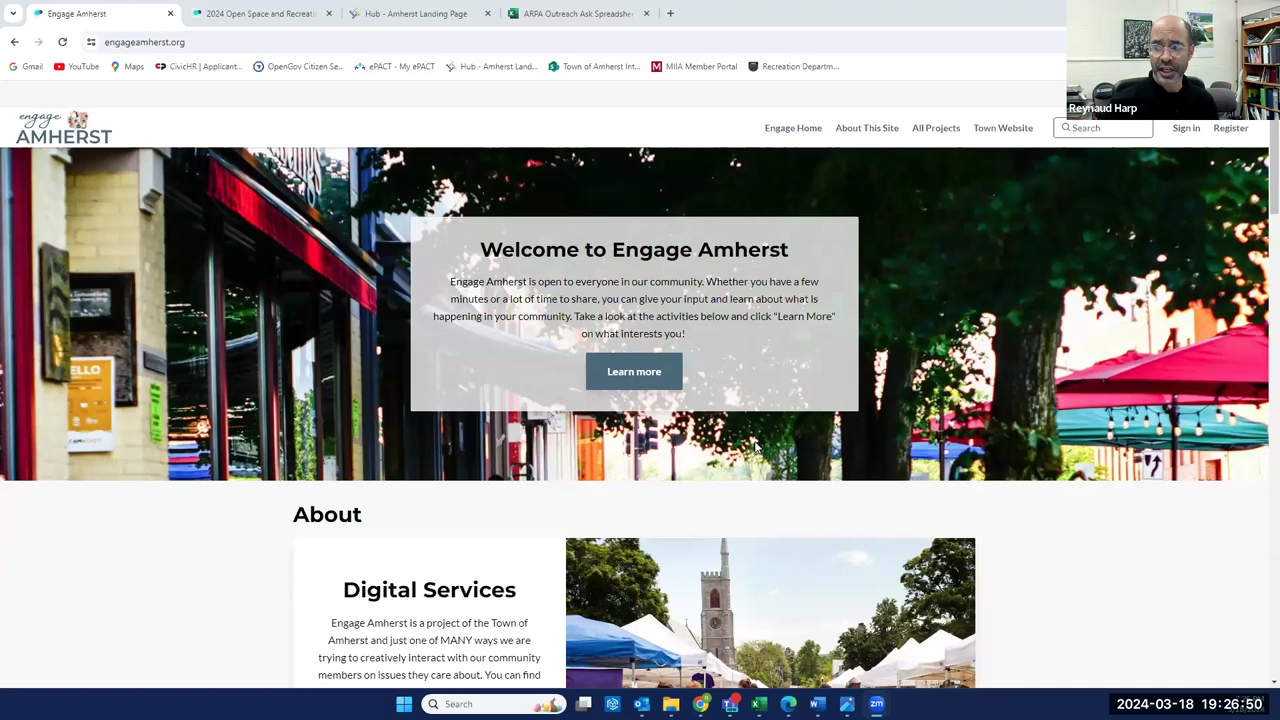 Engage Amherst
2024 Open Space and Recreati
Hub - Amherst Landing Page
ARPA Outreach Ask Spreadshe
engageamherst.org
Gmail
YouTube
Maps
CivicHR | Applicant...
OpenGov Citizen Se...
ePACT - My ePACT
Hub - Amherst Land...
Town of Amherst Int...
MIIA Member Portal
Recreation Departm...
Reynaud Harp
engage
AMHERST
Engage Home
About This Site
All Projects
Town Website
Search
Sign in
Register
Welcome to Engage Amherst
Engage Amherst is open to everyone in our community. Whether you have a few
minutes or a lot of time to share, you can give your input and learn about what is
happening in your community. Take a look at the activities below and click "Learn More"
on what interests you!
Learn more
About
Digital Services
Engage Amherst is a project of the Town of
Amherst and just one of MANY ways we are
trying to creatively interact with our community
members on issues they care about. You can find
Search
zm
2024-03-18 19:26:50